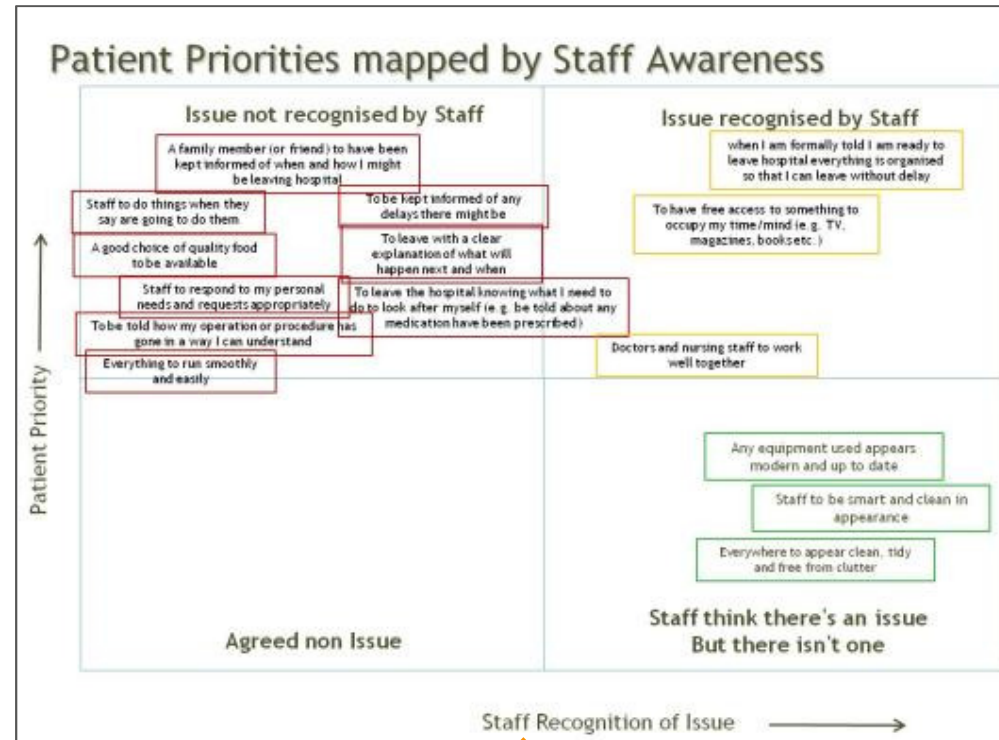 Patient Priorities mapped by Staff Awareness
Issue not recognised by Staff
A family member (or friend) to have been
kept informed of when and how I might
be leaving hospital
Staff to do things when they
say are going to do them
To be kept informed of any
delays there might be
A good choice of quality food
to be available
To leave with a clear
explanation of what will
happen next and when
Staff to respond to my personal
needs and requests appropriately
To leave the hospital knowing what I need to
do to look after myself (e.g. be told about any
medication have been prescribed)
To be told how my operation or procedure has
gone in a way I can understand
Everything to run smoothly
and easily
Issue recognised by Staff
when I am formally told I am ready to
leave hospital everything is organised
so that I can leave without delay
To have free access to something to
occupy my time/mind (e.g. TV,
magazines, books etc.)
Doctors and nursing staff to work
well together
Agreed non Issue
Any equipment used appears
modern and up to date
Staff to be smart and clean in
appearance
Everywhere to appear clean, tidy
and free from clutter
Staff think there's an issue
But there isn't one
Patient Priority
Staff Recognition of Issue